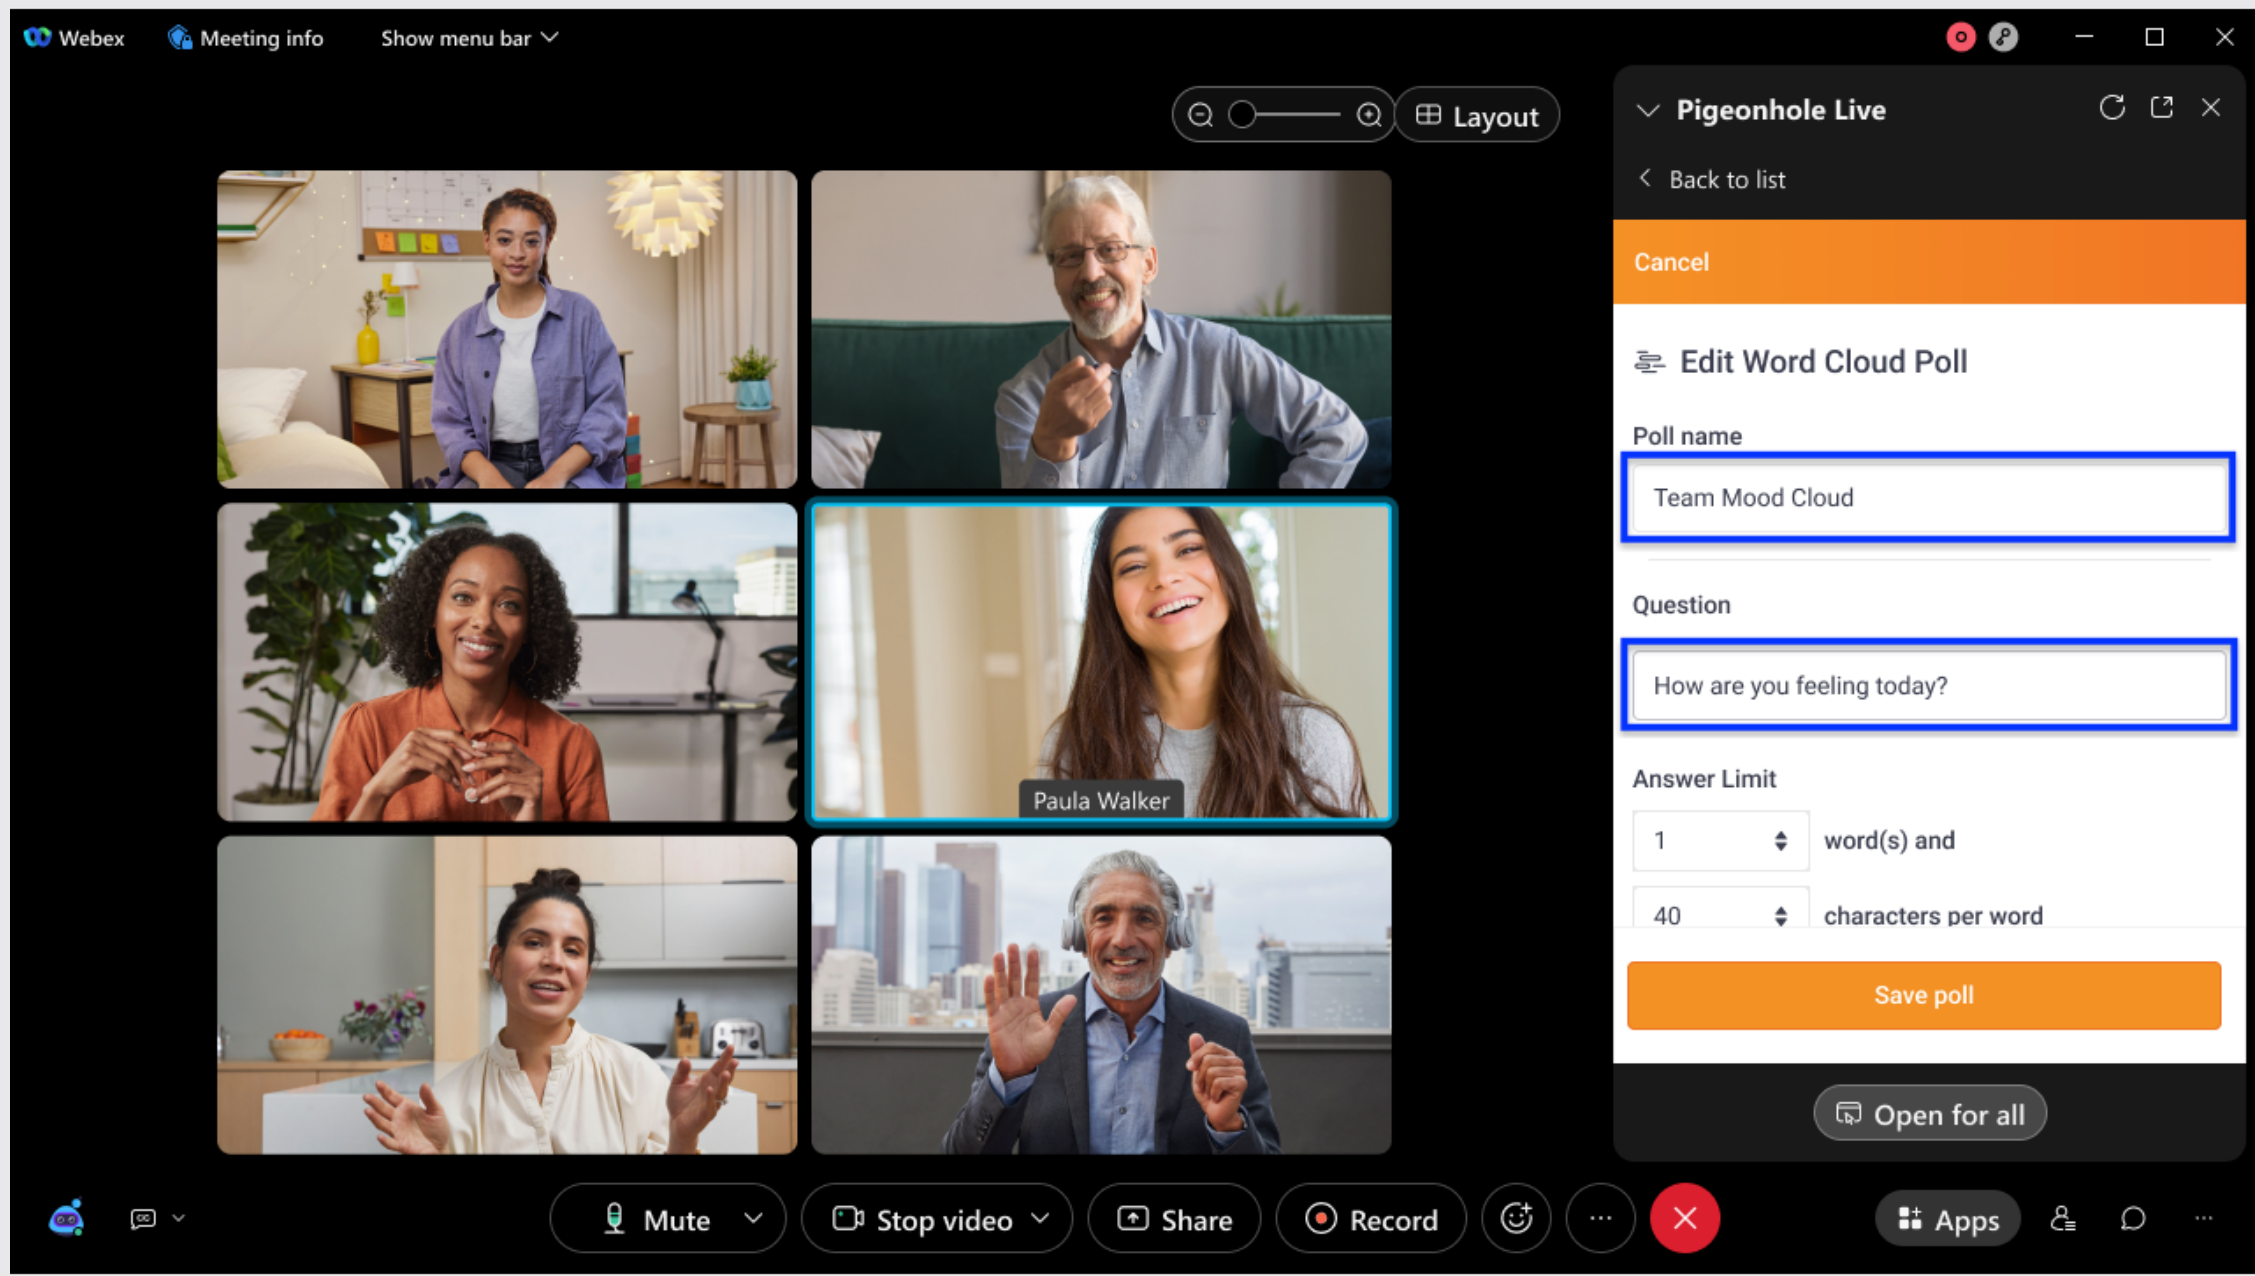 Webex Meeting info Show menu bar
Layout
Pigeonhole Live
Back to list
Cancel
Edit Word Cloud Poll
Poll name
Team Mood Cloud
Question
How are you feeling today?
Answer Limit
1 word(s) and
40 characters per word
Save poll
Open for all
Paula Walker
CC
Mute Stop video Share Record Apps